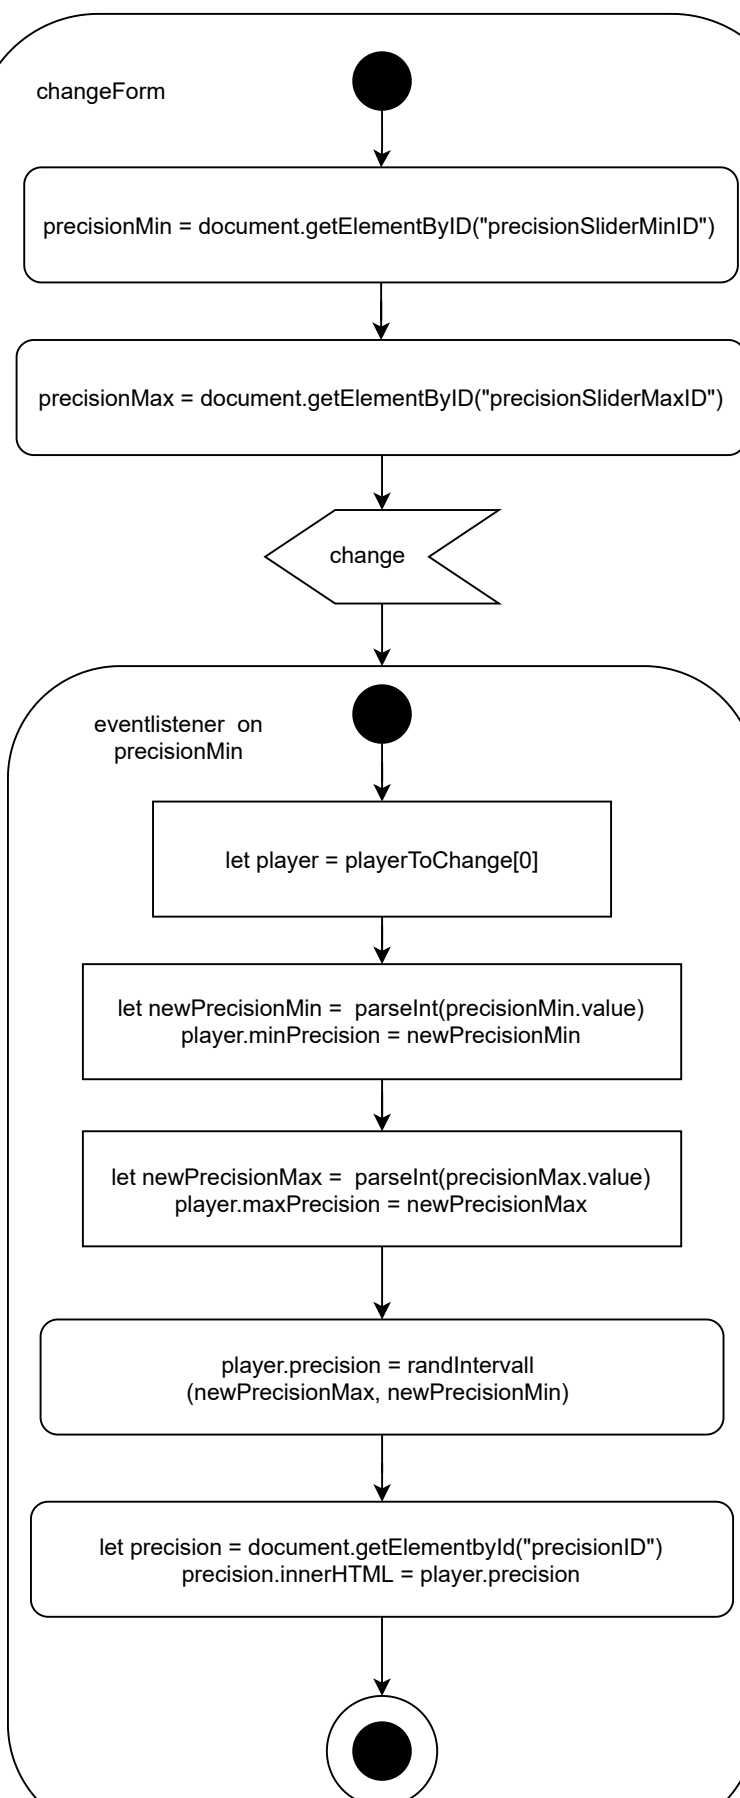 changeForm
precisionMin = document.getElementByID("precisionSliderMinID")
precisionMax = document.getElementByID("precisionSliderMaxID")
change
eventlistener  on
precisionMin
let player = playerToChange[0]
let newPrecisionMin =  parseInt(precisionMin.value)
player.minPrecision = newPrecisionMin
let newPrecisionMax =  parseInt(precisionMax.value)
player.maxPrecision = newPrecisionMax
player.precision = randIntervall
(newPrecisionMax, newPrecisionMin)
let precision = document.getElementbyId("precisionID")
precision.innerHTML = player.precision